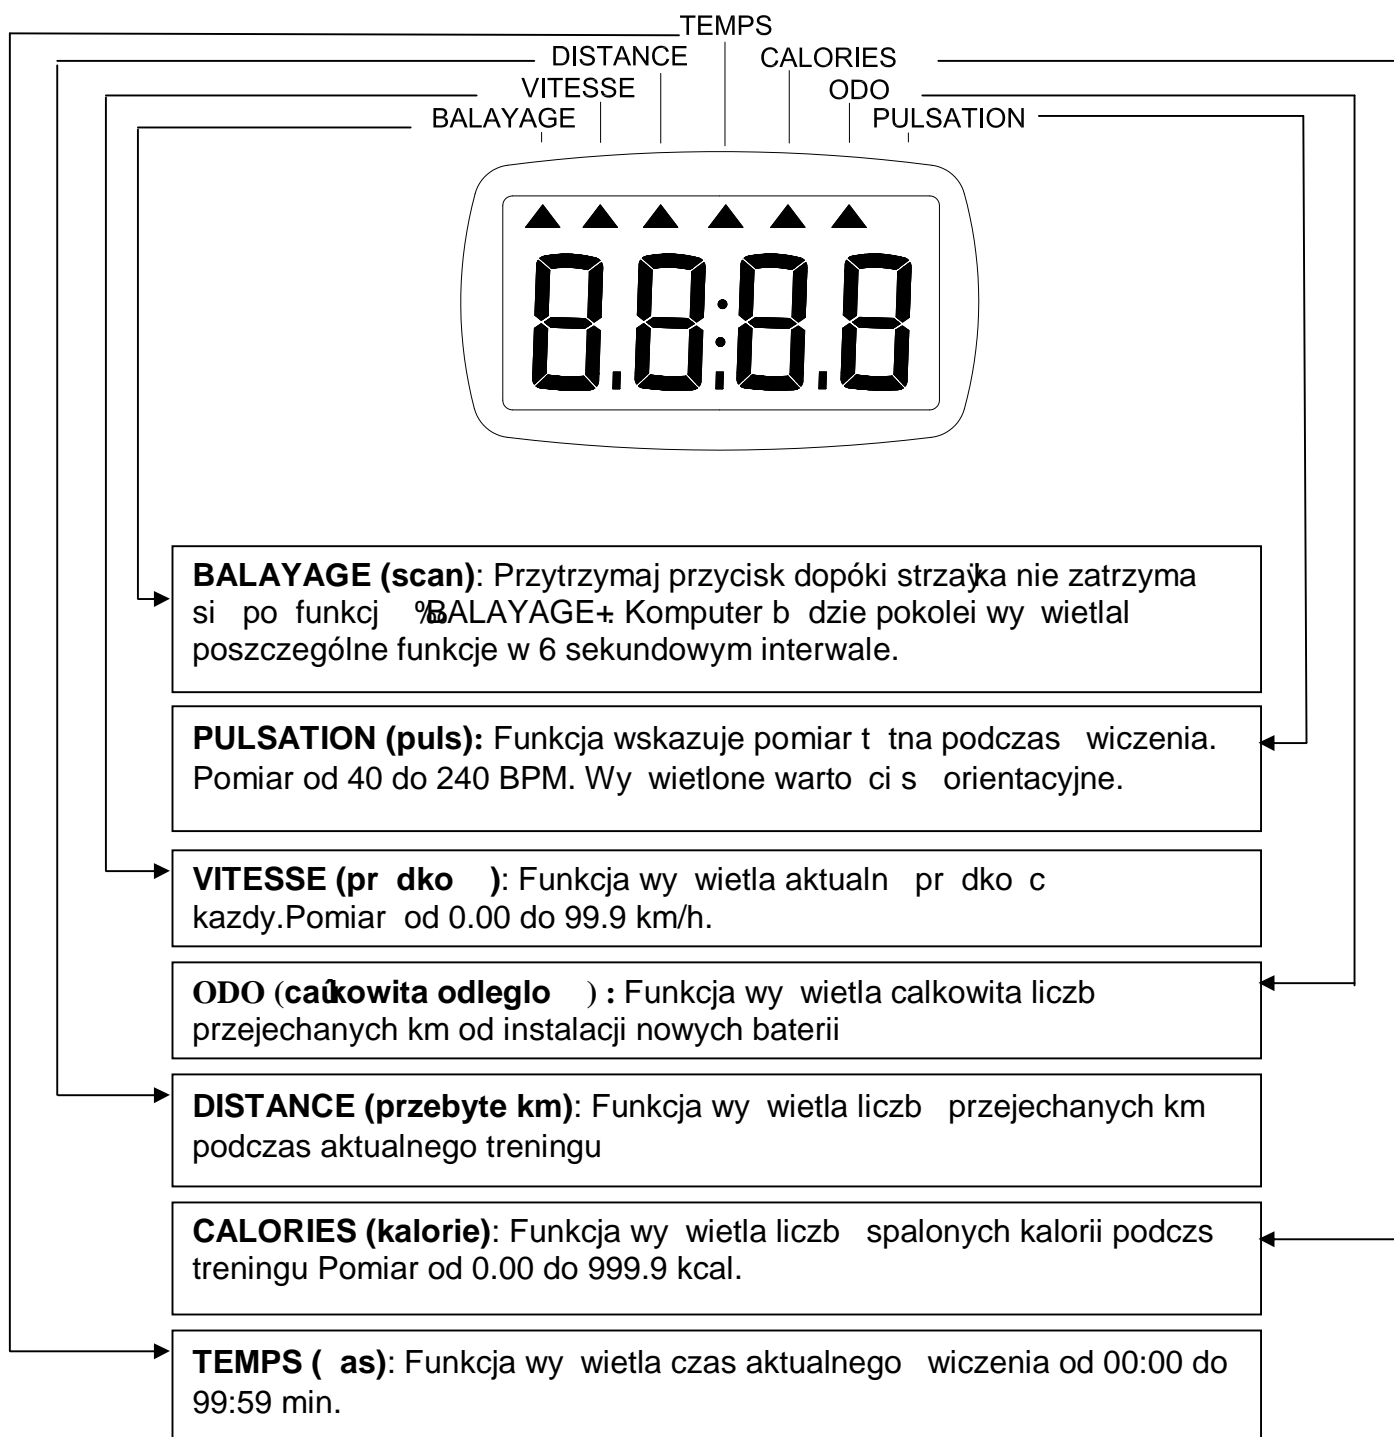 TEMPS
DISTANCE CALORIES
VITESSE ODO
BALAYAGE PULSATION
8.8:8.8
BALAYAGE (scan): Przytrzymaj przycisk dopóki strzaÿka nie zatrzyma
si po funkcj %BALAYAGE+. Komputer b dzie pokolei wy wietlal
poszczególne funkcje w 6 sekundowym interwale.
PULSATION (puls): Funkcja wskazuje pomiar t tna podczas wiczenia.
Pomiar od 40 do 240 BPM. Wy wietlone warto ci s orientacyjne.
VITESSE (pr dko ): Funkcja wy wietla aktualn pr dko c
kazdy.Pomiar od 0.00 do 99.9 km/h.
ODO (caûkowita odleglo ) : Funkcja wy wietla calkowita liczb
przejechanych km od instalacji nowych baterii
DISTANCE (przebyte km): Funkcja wy wietla liczb przejechanych km
podczas aktualnego treningu
CALORIES (kalorie): Funkcja wy wietla liczb spalonych kalorii podczs
treningu Pomiar od 0.00 do 999.9 kcal.
TEMPS ( as): Funkcja wy wietla czas aktualnego wiczenia od 00:00 do
99:59 min.